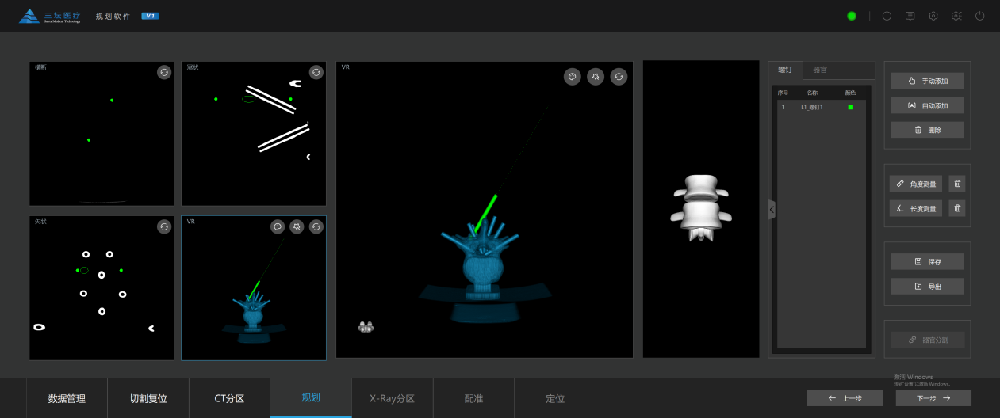 三坛医疗
Santa Medical Technology
规划软件
V1
横断
冠状
VR
矢状
VR
螺钉
器官
序号 名称 颜色
1 L1_螺钉1
手动添加
自动添加
删除
角度测量
长度测量
保存
导出
器官分割
激活 Windows
转到"设置"以激活 Windows。
数据管理
切割复位
CT分区
规划
X-Ray分区
配准
定位
上一步
下一步